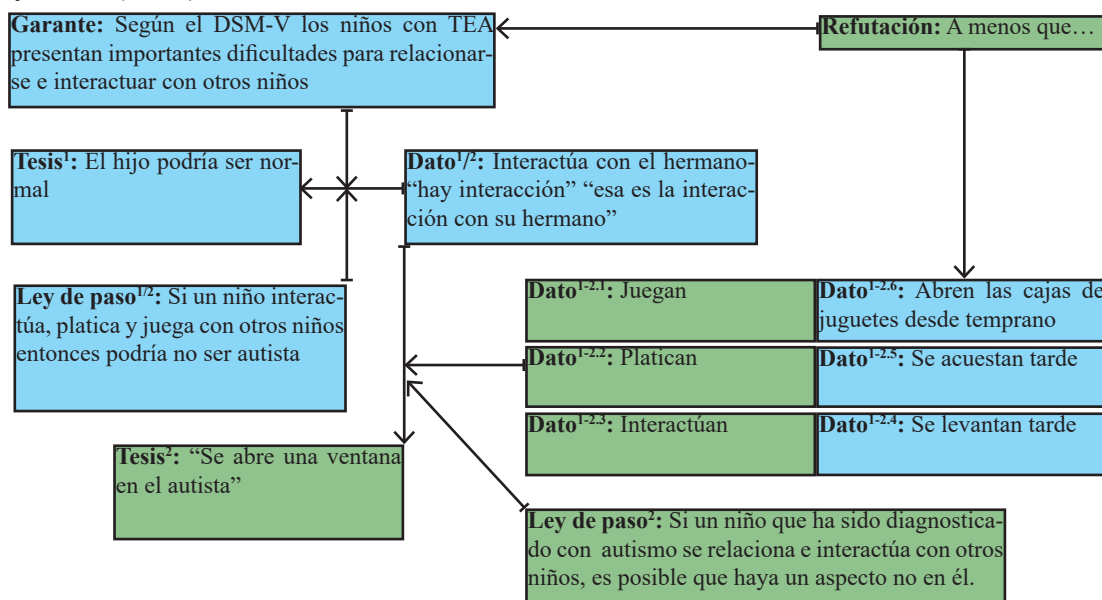 Garante: Según el DSM-V los niños con TEA
presentan importantes dificultades para relacionar-
se e interactuar con otros niños
Refutación: A menos que…
Tesis¹: El hijo podría ser nor-
mal
Dato¹/²: Interactúa con el hermano-
“hay interacción” “esa es la interac-
ción con su hermano”
Ley de paso¹/²: Si un niño interac-
túa, platica y juega con otros niños
entonces podría no ser autista
Dato¹⁻²·¹: Juegan
Dato¹⁻²·⁶: Abren las cajas de
juguetes desde temprano
Dato¹⁻²·²: Platican
Dato¹⁻²·⁵: Se acuestan tarde
Dato¹⁻²·³: Interactúan
Dato¹⁻²·⁴: Se levantan tarde
Tesis²: “Se abre una ventana
en el autista”
Ley de paso²: Si un niño que ha sido diagnostica-
do con autismo se relaciona e interactúa con otros
niños, es posible que haya un aspecto no en él.